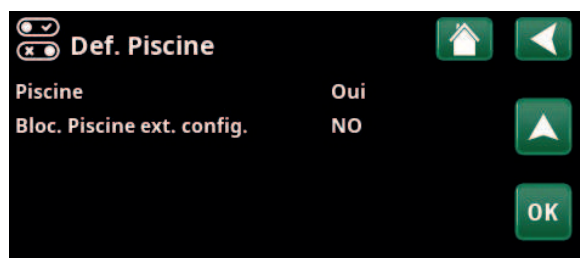 Def. Piscine
Piscine Oui
Bloc. Piscine ext. config. NO
OK